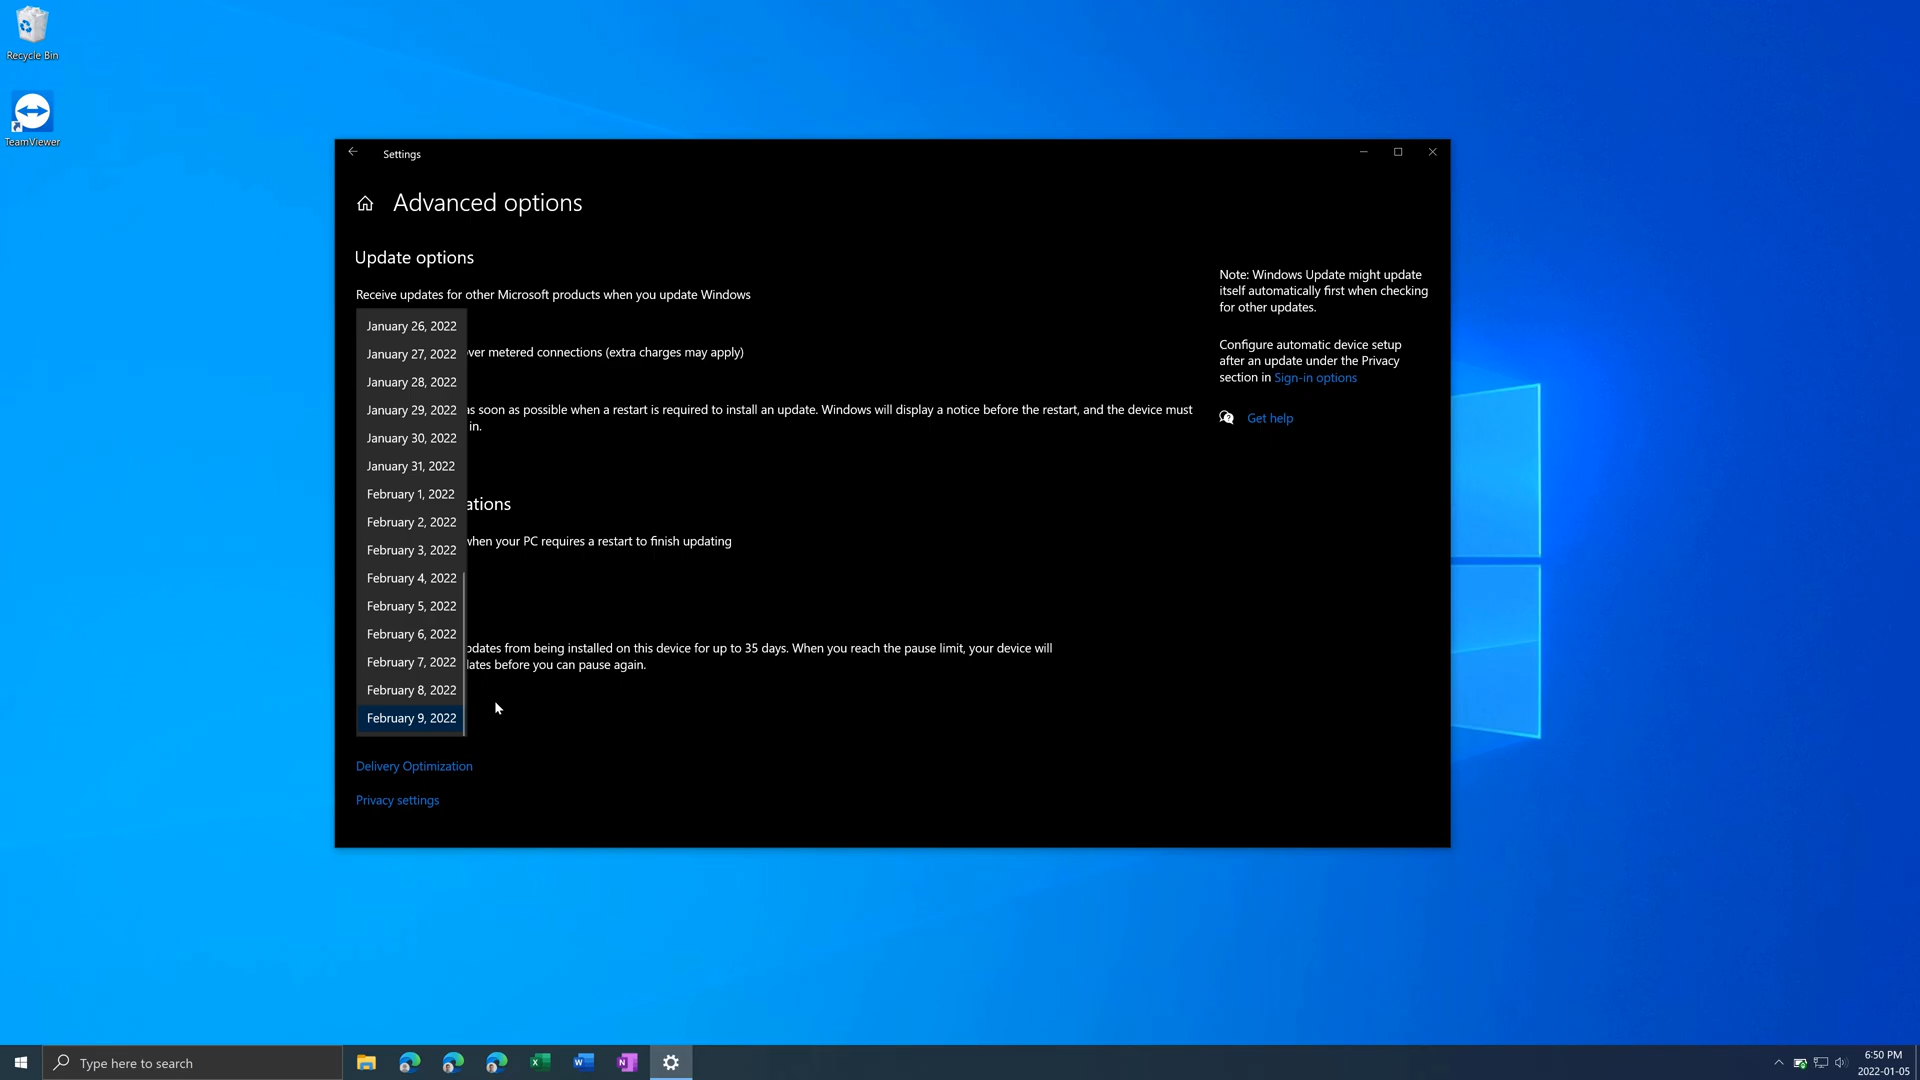 Recycle Bin
TeamViewer
Settings
Advanced options
Update options
Receive updates for other Microsoft products when you update Windows
January 26, 2022
January 27, 2022
ver metered connections (extra charges may apply)
January 28, 2022
January 29, 2022
as soon as possible when a restart is required to install an update. Windows will display a notice before the restart, and the device must
in.
January 30, 2022
January 31, 2022
February 1, 2022
ations
February 2, 2022
when your PC requires a restart to finish updating
February 3, 2022
February 4, 2022
February 5, 2022
February 6, 2022
pdates from being installed on this device for up to 35 days. When you reach the pause limit, your device will
February 7, 2022
lates before you can pause again.
February 8, 2022
February 9, 2022
Delivery Optimization
Privacy settings
Note: Windows Update might update
itself automatically first when checking
for other updates.
Configure automatic device setup
after an update under the Privacy
section in Sign-in options
Get help
Type here to search
6:50 PM
2022-01-05